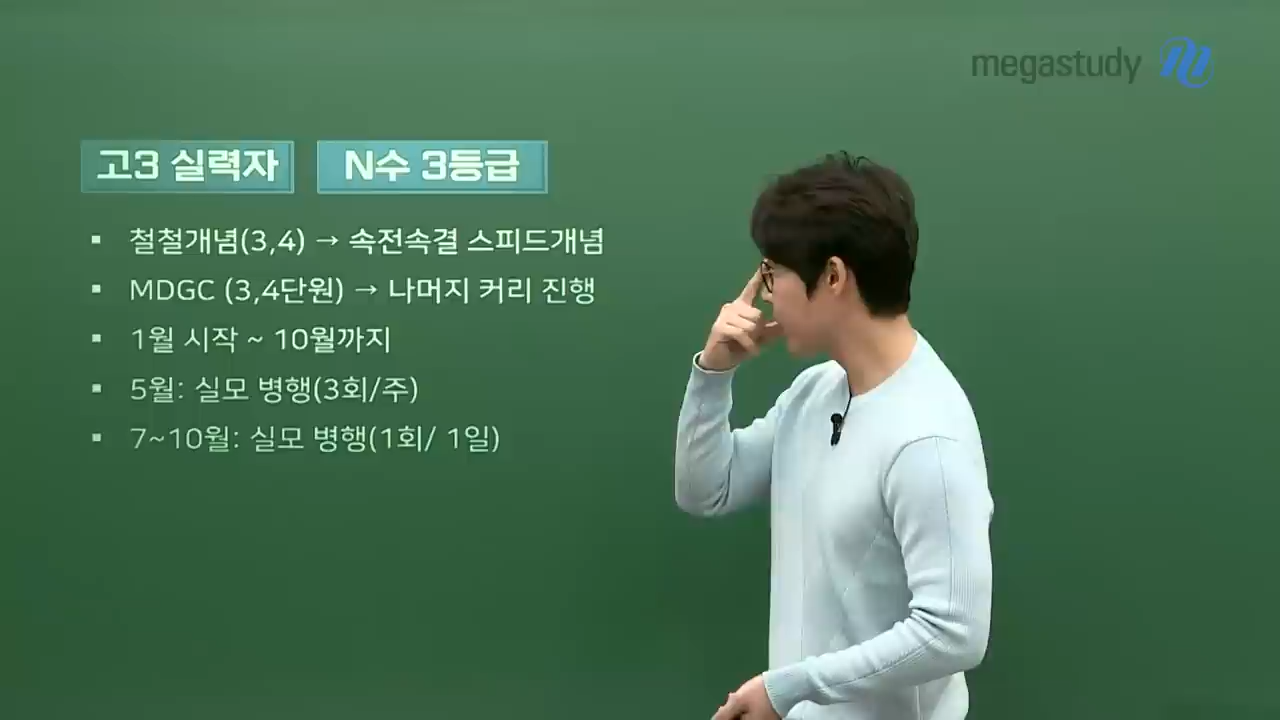 megastudy
고3 실력자 N수 3등급
▪ 철철개념(3,4) → 속전속결 스피드개념
▪ MDGC (3,4단원) → 나머지 커리 진행
▪ 1월 시작 ~ 10월까지
▪ 5월: 실모 병행(3회/주)
▪ 7~10월: 실모 병행(1회/ 1일)